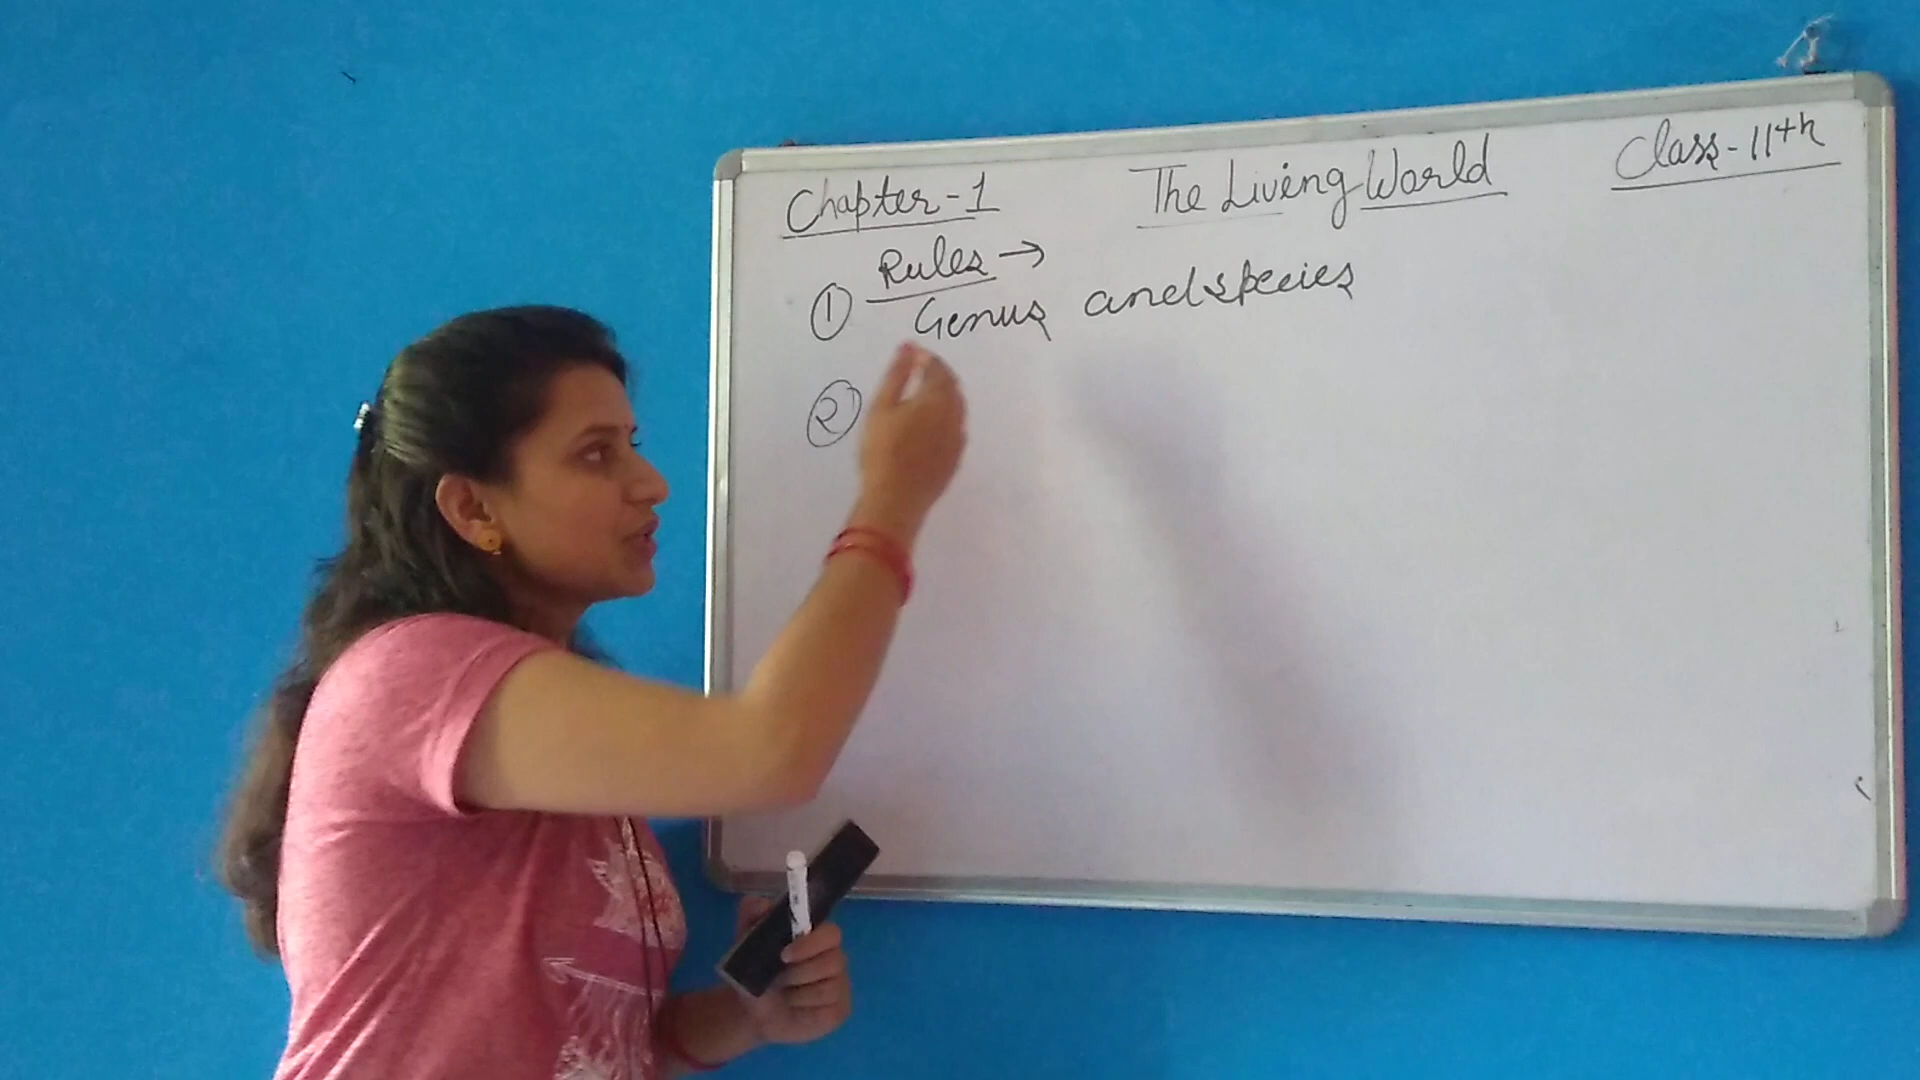 Chapter-1 The Living World Class-11th
Rules →
① Genus and species
②